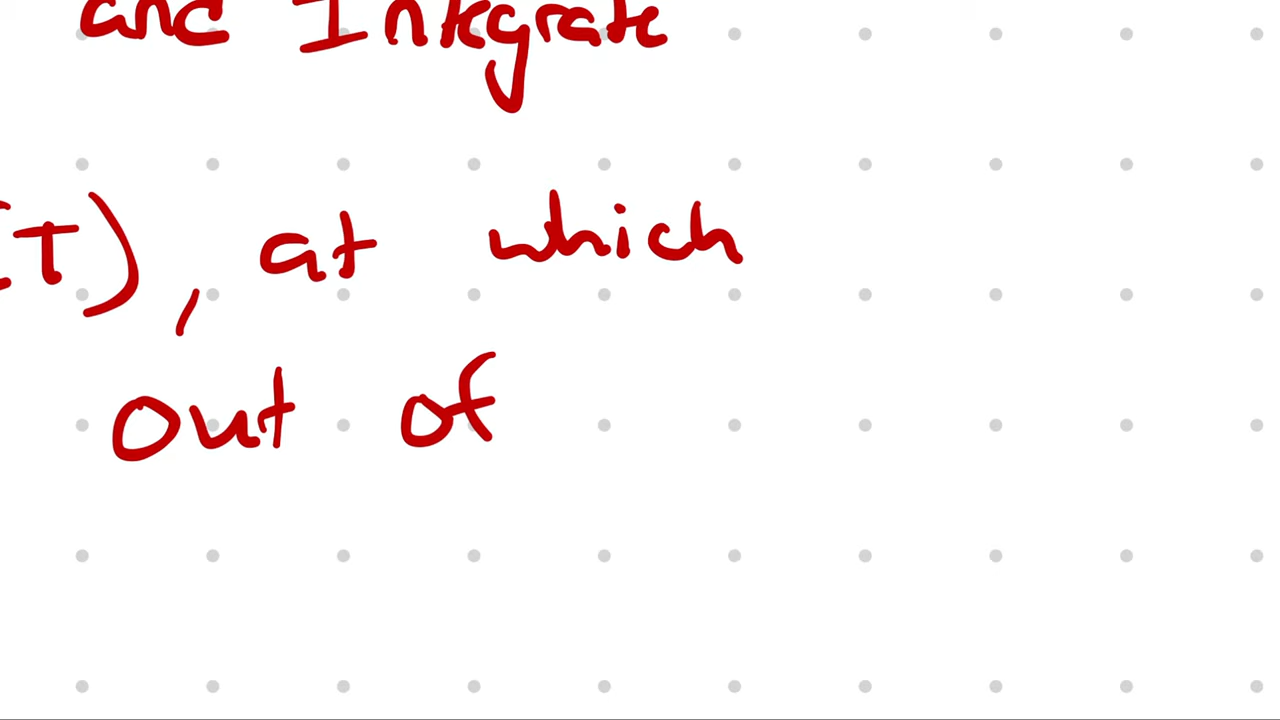 and Integrate
T), at which
out of